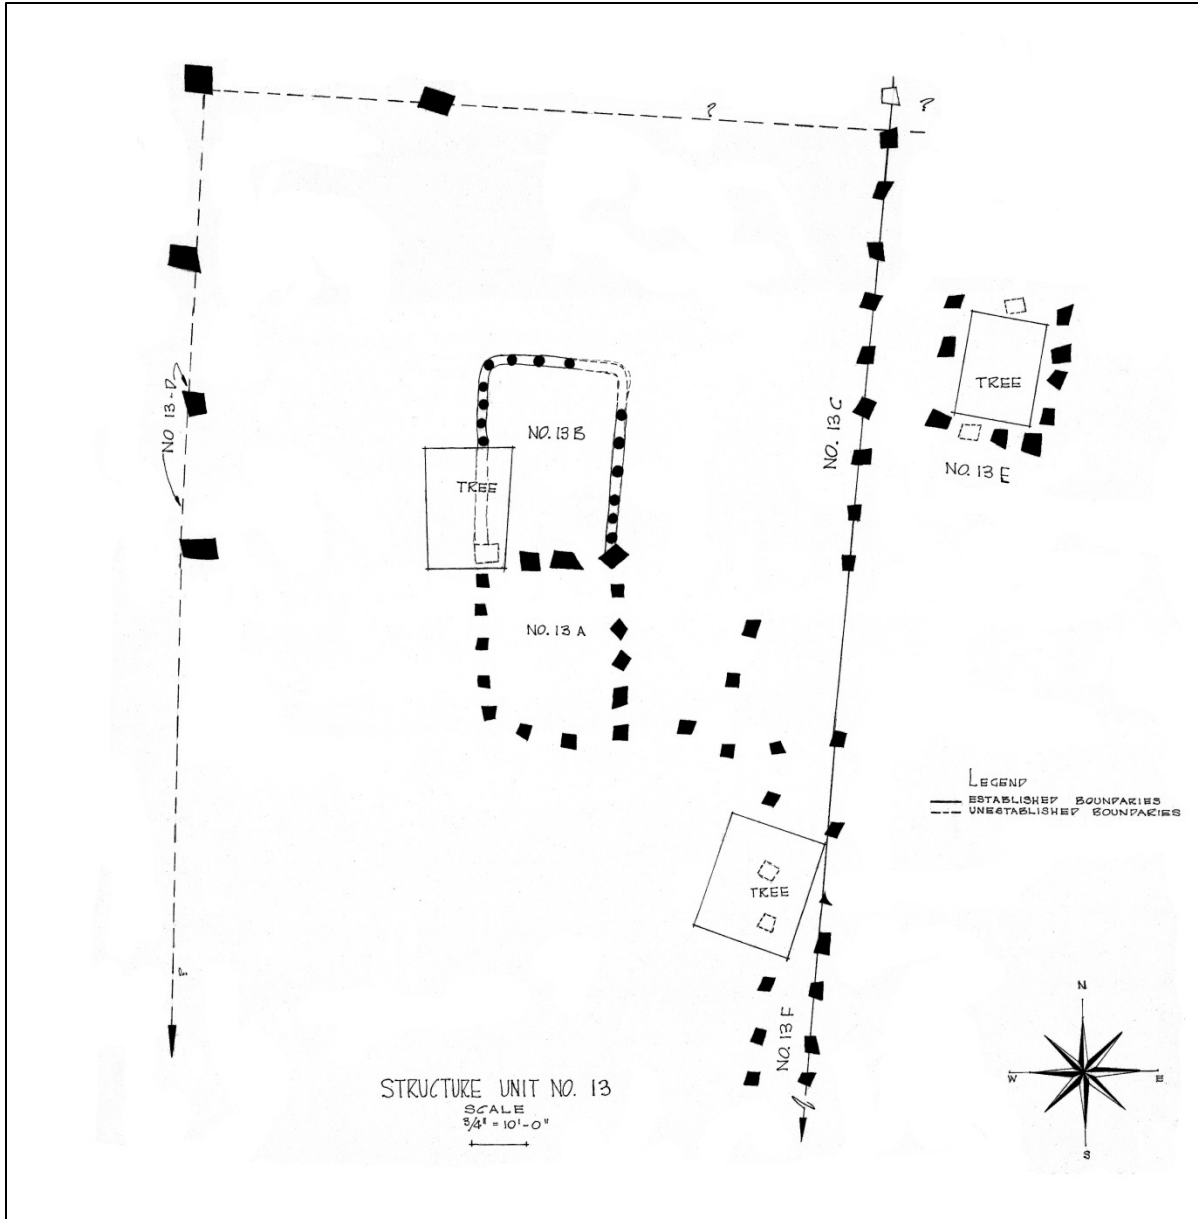 ?
?
NO 13-D
NO. 13 B
TREE
NO. 13 A
NO. 13 C
TREE
NO. 13 E
TREE
NO. 13 F
?
LEGEND
ESTABLISHED BOUNDARIES
UNESTABLISHED BOUNDARIES
STRUCTURE UNIT NO. 13
SCALE
3/4" = 10'-0"
N
W
E
S